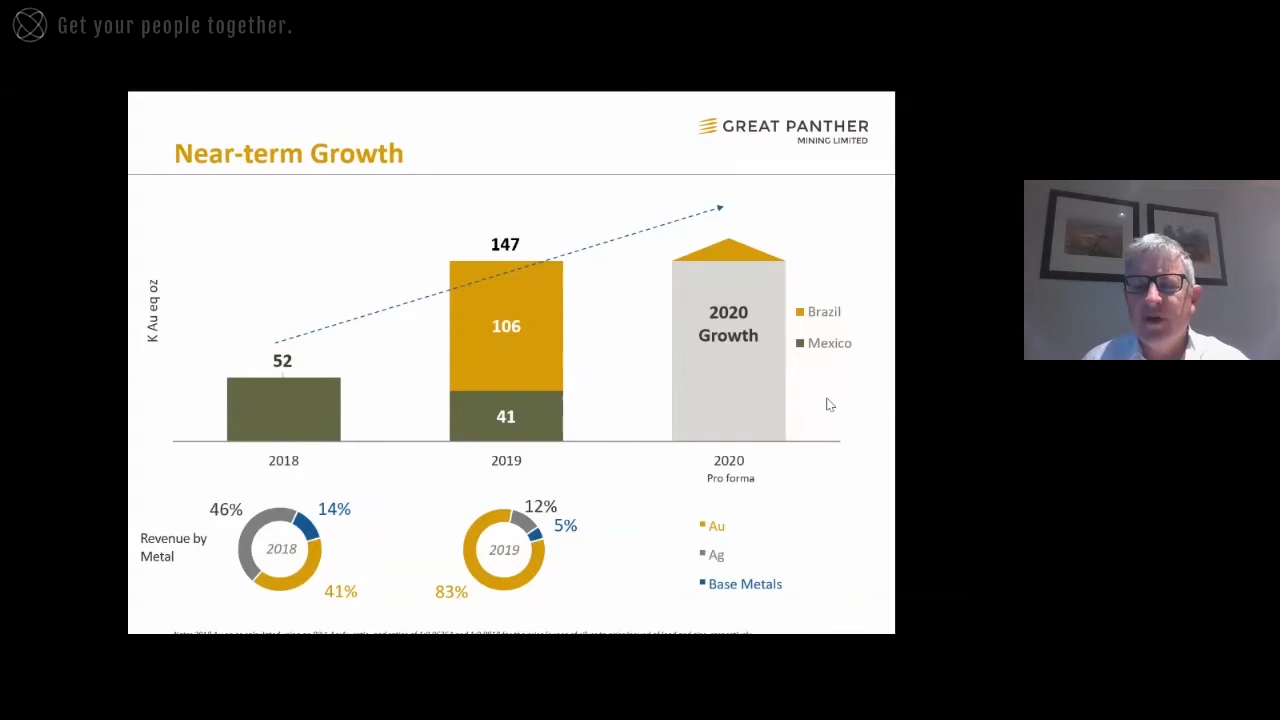 Get your people together.
GREAT PANTHER
MINING LIMITED
Near-term Growth
K Au eq oz
147
52
106
41
2020
Growth
Brazil
Mexico
2018
2019
2020
Pro forma
Revenue by
Metal
46%
14%
2018
41%
12%
5%
2019
83%
Au
Ag
Base Metals